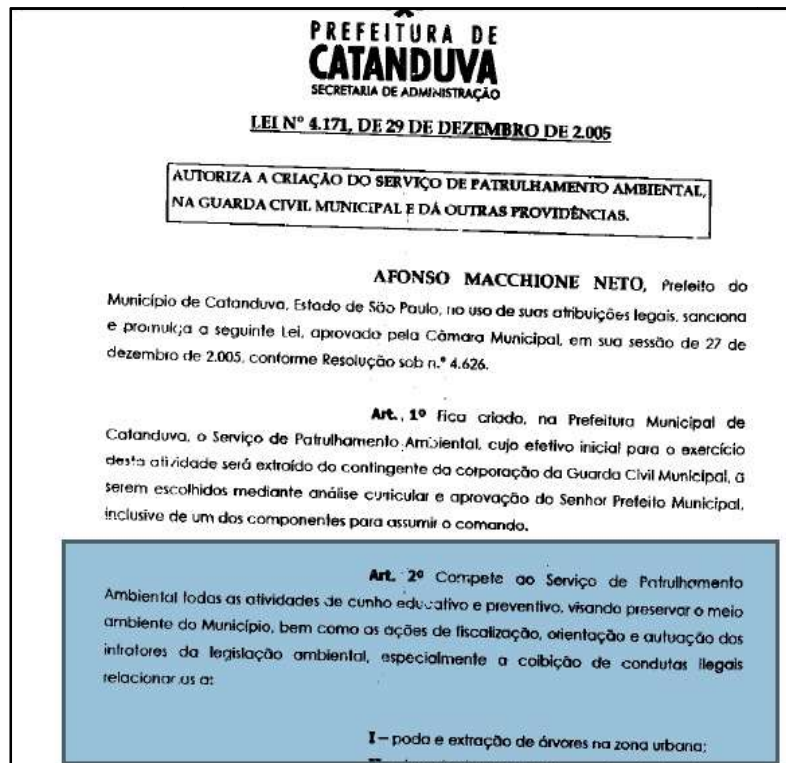 PREFEITURA DE
CATANDUVA
SECRETARIA DE ADMINISTRAÇÃO
LEI Nº 4.171, DE 29 DE DEZEMBRO DE 2.005
AUTORIZA A CRIAÇÃO DO SERVIÇO DE PATRULHAMENTO AMBIENTAL,
NA GUARDA CIVIL MUNICIPAL E DÁ OUTRAS PROVIDÊNCIAS.
AFONSO MACCHIONE NETO, Prefeito do
Município de Catanduva, Estado de São Paulo, no uso de suas atribuições legais, sanciona
e promulga a seguinte Lei, aprovada pela Câmara Municipal, em sua sessão de 27 de
dezembro de 2.005, conforme Resolução sob n.º 4.626.
Art. 1º Fica criado, na Prefeitura Municipal de
Catanduva, o Serviço de Patrulhamento Ambiental, cujo efetivo inicial para o exercício
desta atividade será extraído do contingente da corporação da Guarda Civil Municipal, a
serem escolhidos mediante análise curricular e aprovação do Senhor Prefeito Municipal,
inclusive de um dos componentes para assumir o comando.
Art. 2º Compete ao Serviço de Patrulhamento
Ambiental todas as atividades de cunho educativo e preventivo, visando preservar o meio
ambiente do Município, bem como as ações de fiscalização, orientação e autuação dos
infratores da legislação ambiental, especialmente a coibição de condutas ilegais
relacionadas a:
I – poda e extração de árvores na zona urbana;